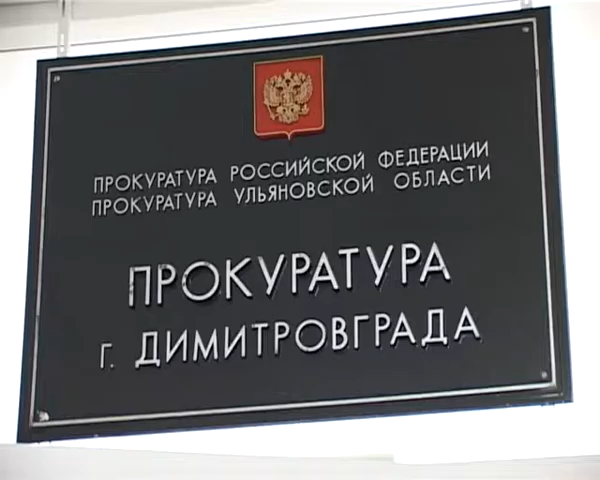 ПРОКУРАТУРА РОССИЙСКОЙ ФЕДЕРАЦИИ
ПРОКУРАТУРА УЛЬЯНОВСКОЙ ОБЛАСТИ
ПРОКУРАТУРА
Г. ДИМИТРОВГРАДА